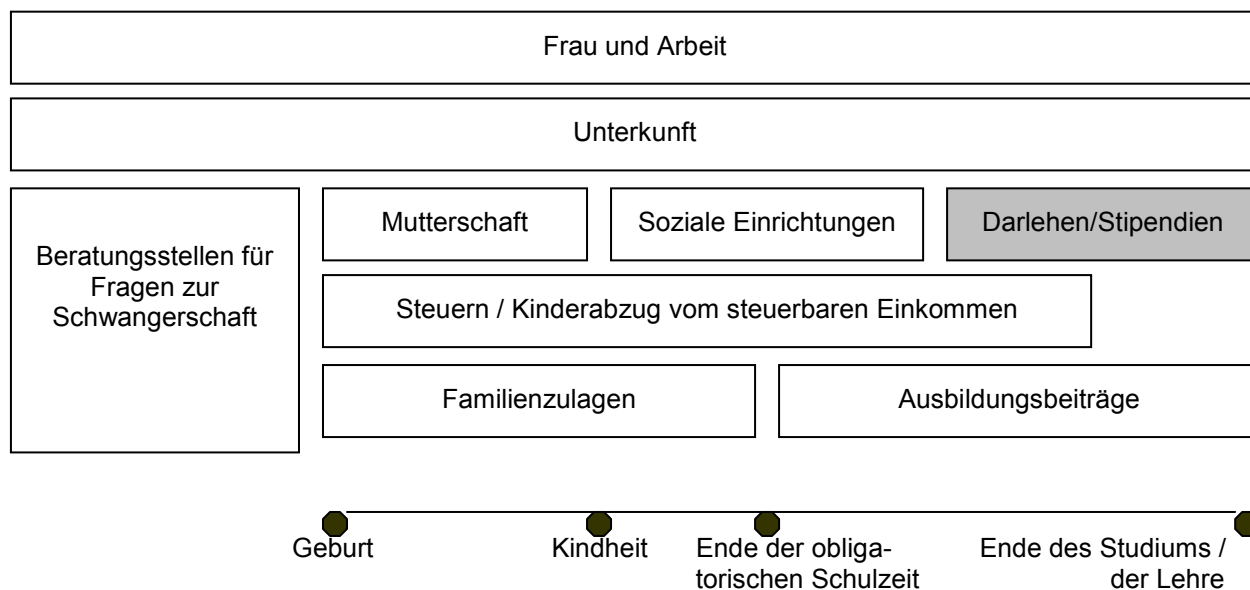 Frau und Arbeit
Unterkunft
Beratungsstellen für
Fragen zur
Schwangerschaft
Mutterschaft
Soziale Einrichtungen
Darlehen/Stipendien
Steuern / Kinderabzug vom steuerbaren Einkommen
Familienzulagen
Ausbildungsbeiträge
Geburt
Kindheit
Ende der obliga-
torischen Schulzeit
Ende des Studiums /
der Lehre